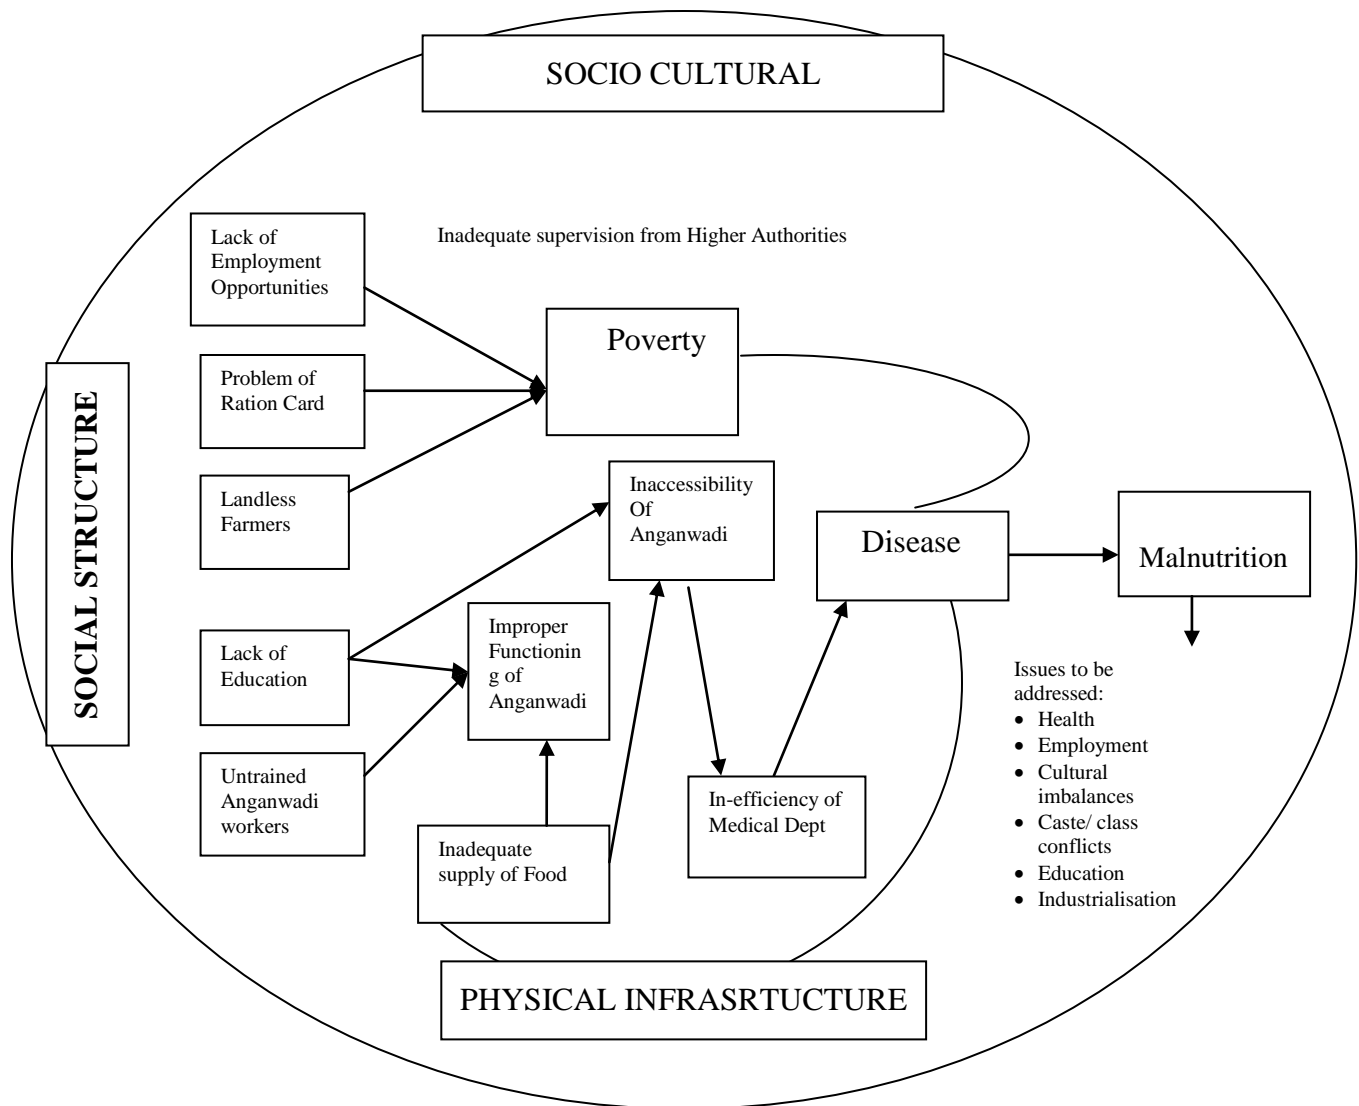 SOCIO CULTURAL
Lack of
Employment
Opportunities
Inadequate supervision from Higher Authorities
Poverty
Problem of
Ration Card
SOCIAL STRUCTURE
Landless
Farmers
Inaccessibility
Of
Anganwadi
Disease
Malnutrition
Lack of
Education
Improper
Functionin
g of
Anganwadi
Issues to be
addressed:
• Health
• Employment
• Cultural
imbalances
• Caste/ class
conflicts
• Education
• Industrialisation
Untrained
Anganwadi
workers
In-efficiency of
Medical Dept
Inadequate
supply of Food
PHYSICAL INFRASRTUCTURE